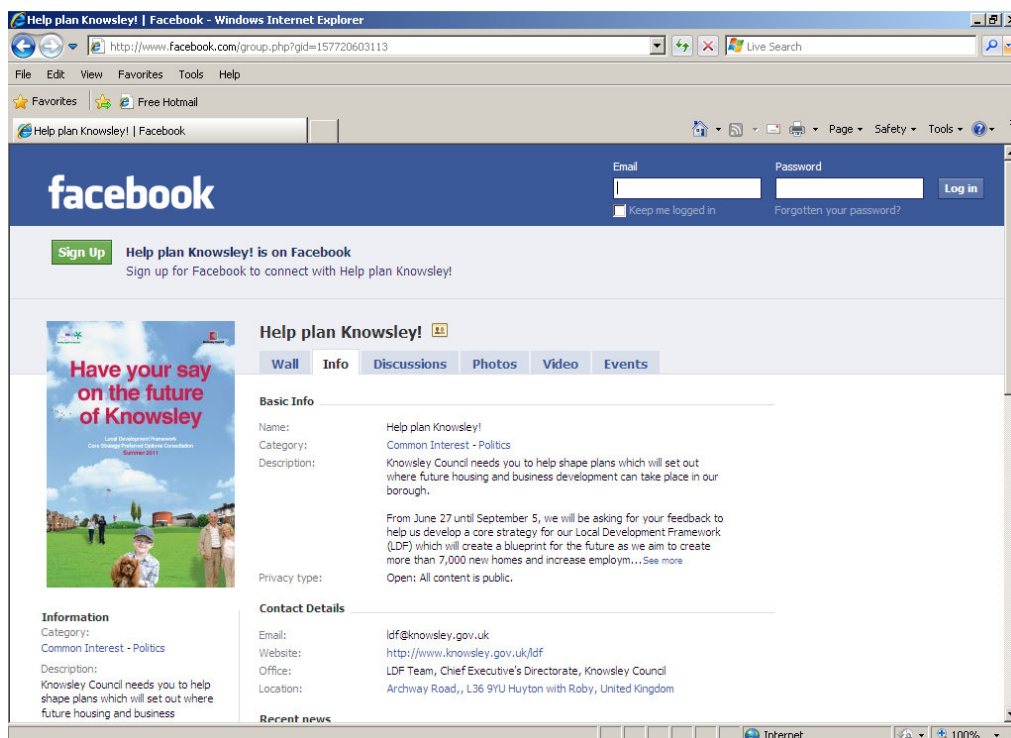 Help plan Knowsley! | Facebook - Windows Internet Explorer
http://www.facebook.com/group.php?gid=157720603113
Live Search
File Edit View Favorites Tools Help
Favorites Free Hotmail
Help plan Knowsley! | Facebook
Page Safety Tools
Email Password
facebook
Log in
Keep me logged in Forgotten your password?
Sign Up Help plan Knowsley! is on Facebook
Sign up for Facebook to connect with Help plan Knowsley!
Have your say
on the future
of Knowsley
Local Development Framework
Core Strategy Preferred Options Consultation
Summer 2011
Help plan Knowsley!
Wall Info Discussions Photos Video Events
Basic Info
Name: Help plan Knowsley!
Category: Common Interest - Politics
Description: Knowsley Council needs you to help shape plans which will set out
where future housing and business development can take place in our
borough.
From June 27 until September 5, we will be asking for your feedback to
help us develop a core strategy for our Local Development Framework
(LDF) which will create a blueprint for the future as we aim to create
more than 7,000 new homes and increase employm...See more
Privacy type: Open: All content is public.
Contact Details
Email: ldf@knowsley.gov.uk
Website: http://www.knowsley.gov.uk/ldf
Office: LDF Team, Chief Executive's Directorate, Knowsley Council
Location: Archway Road,, L36 9YU Huyton with Roby, United Kingdom
Recent news
Information
Category:
Common Interest - Politics
Description:
Knowsley Council needs you to help
shape plans which will set out where
future housing and business
Internet 100%